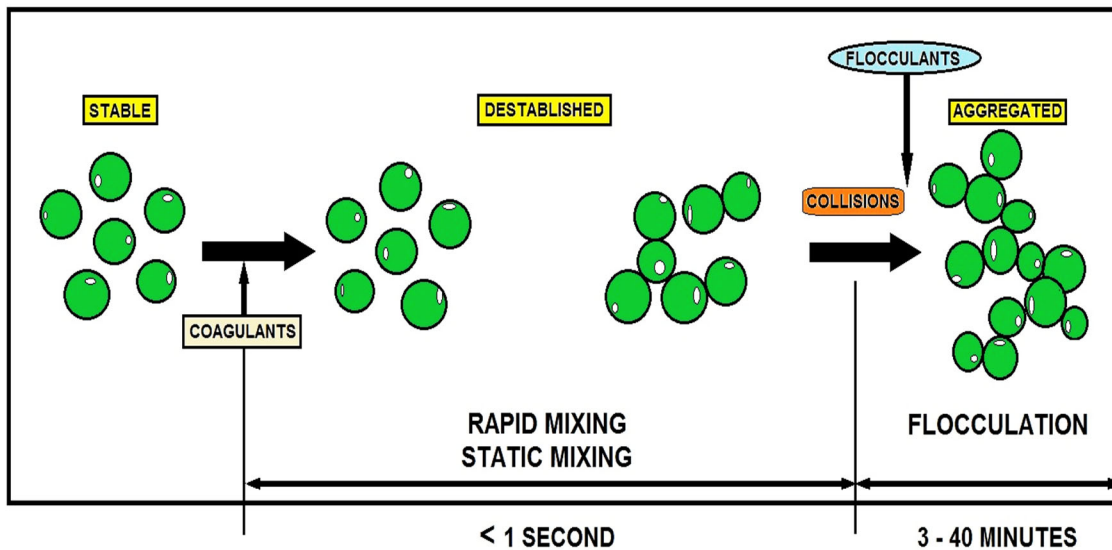 FLOCCULANTS
STABLE
DESTABLISHED
AGGREGATED
COLLISIONS
COAGULANTS
RAPID MIXING
STATIC MIXING
FLOCCULATION
< 1 SECOND
3 - 40 MINUTES